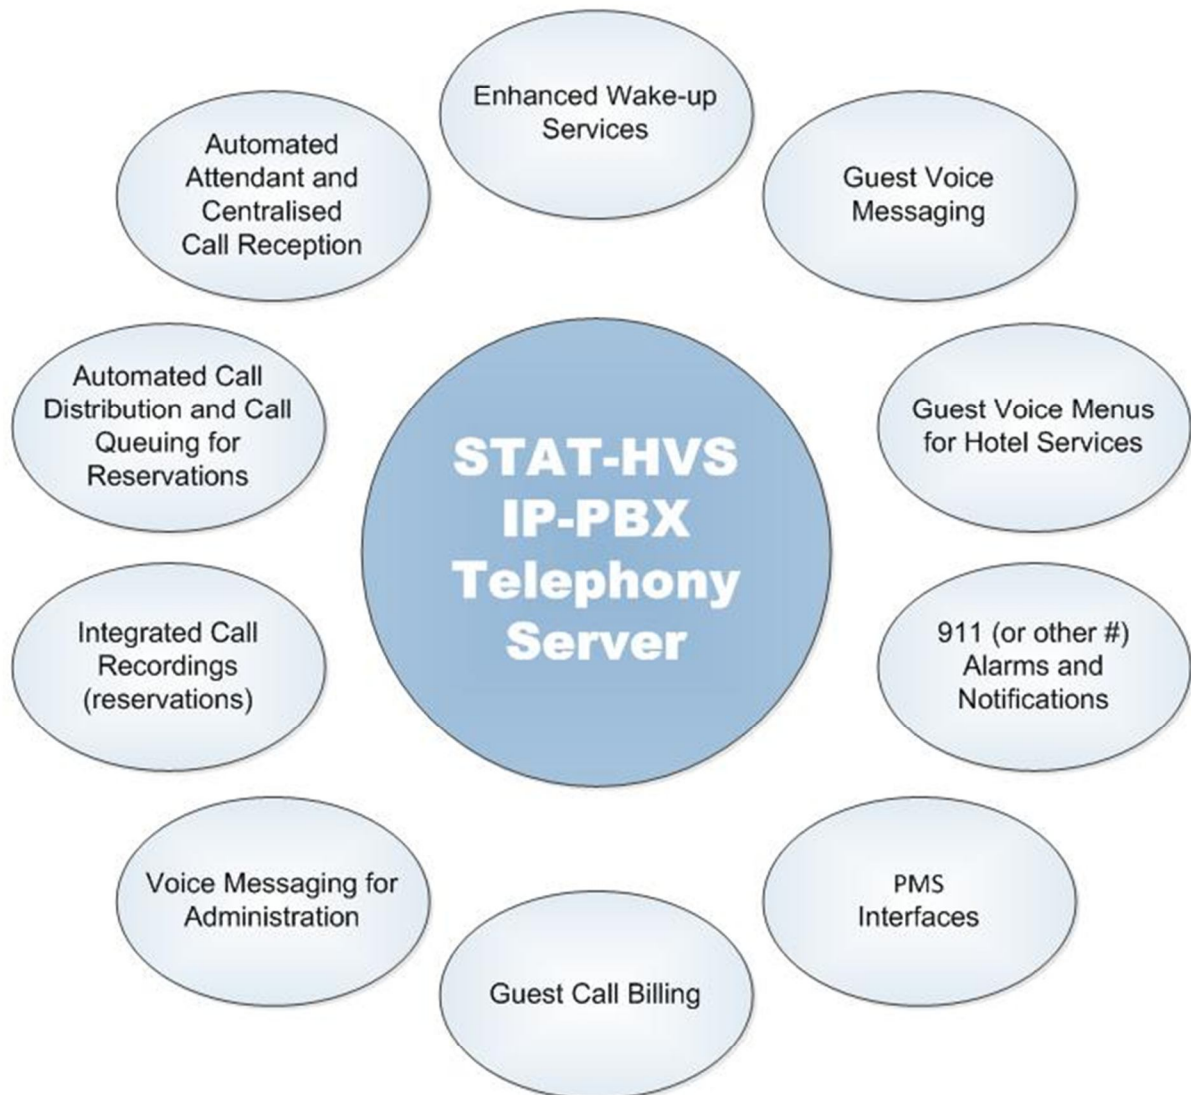 Enhanced Wake-up
Services
Guest Voice
Messaging
Guest Voice Menus
for Hotel Services
911 (or other #)
Alarms and
Notifications
PMS
Interfaces
Guest Call Billing
Voice Messaging for
Administration
Integrated Call
Recordings
(reservations)
Automated Call
Distribution and Call
Queuing for
Reservations
Automated
Attendant and
Centralised
Call Reception
STAT-HVS
IP-PBX
Telephony
Server